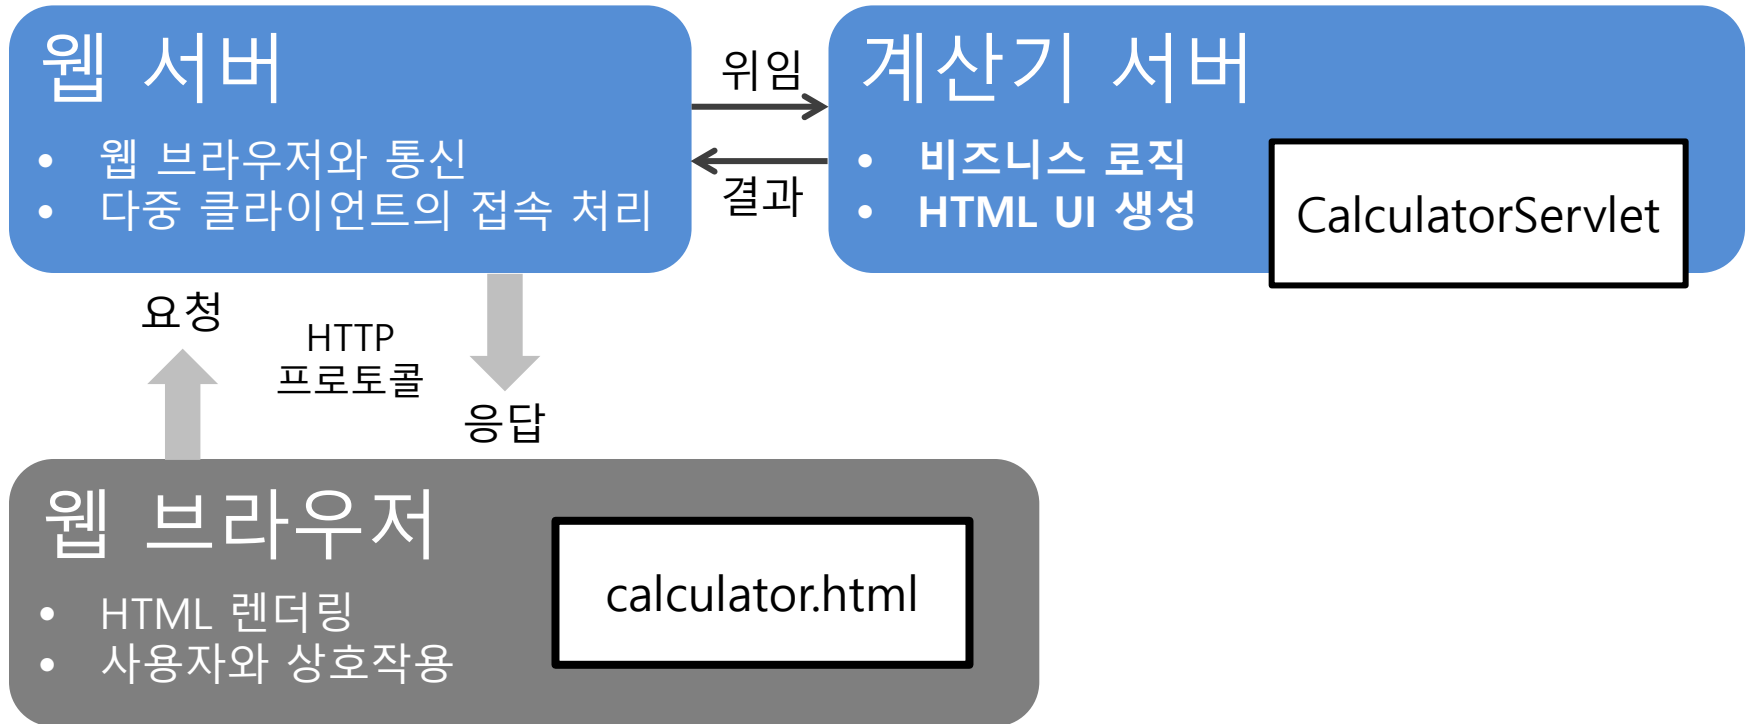 웹 서버
• 웹 브라우저와 통신
• 다중 클라이언트의 접속 처리
위임
결과
계산기 서버
• 비즈니스 로직
• HTML UI 생성
CalculatorServlet
요청
HTTP
프로토콜
응답
웹 브라우저
• HTML 렌더링
• 사용자와 상호작용
calculator.html